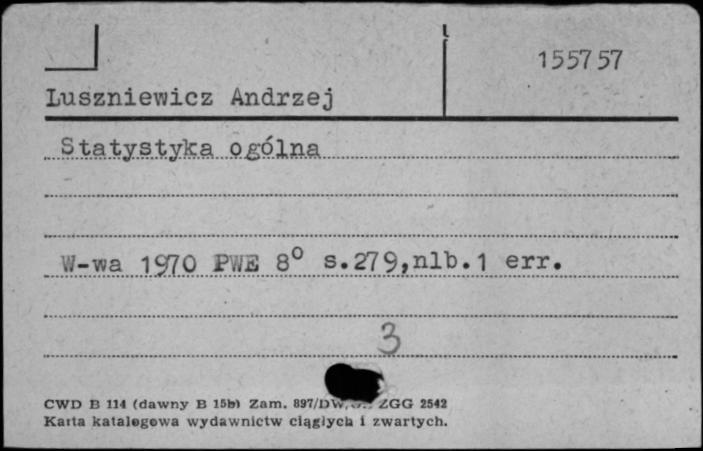 155757
Luszniewicz Andrzej
Statystyka ogólna
W-wa 1970 PWE 8° s.279,nlb.1 err.
3
CWD B 114 (dawny B 15b) Zam. 897/DW, ZGG 2542
Karta katalogowa wydawnictw ciągłych i zwartych.